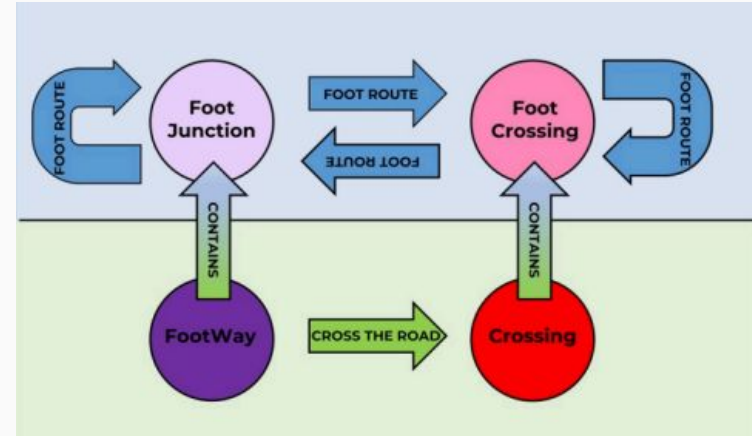 FOOT ROUTE
Foot
Junction
FOOT ROUTE
FOOT ROUTE
Foot
Crossing
FOOT ROUTE
CONTAINS
CONTAINS
FootWay
CROSS THE ROAD
Crossing